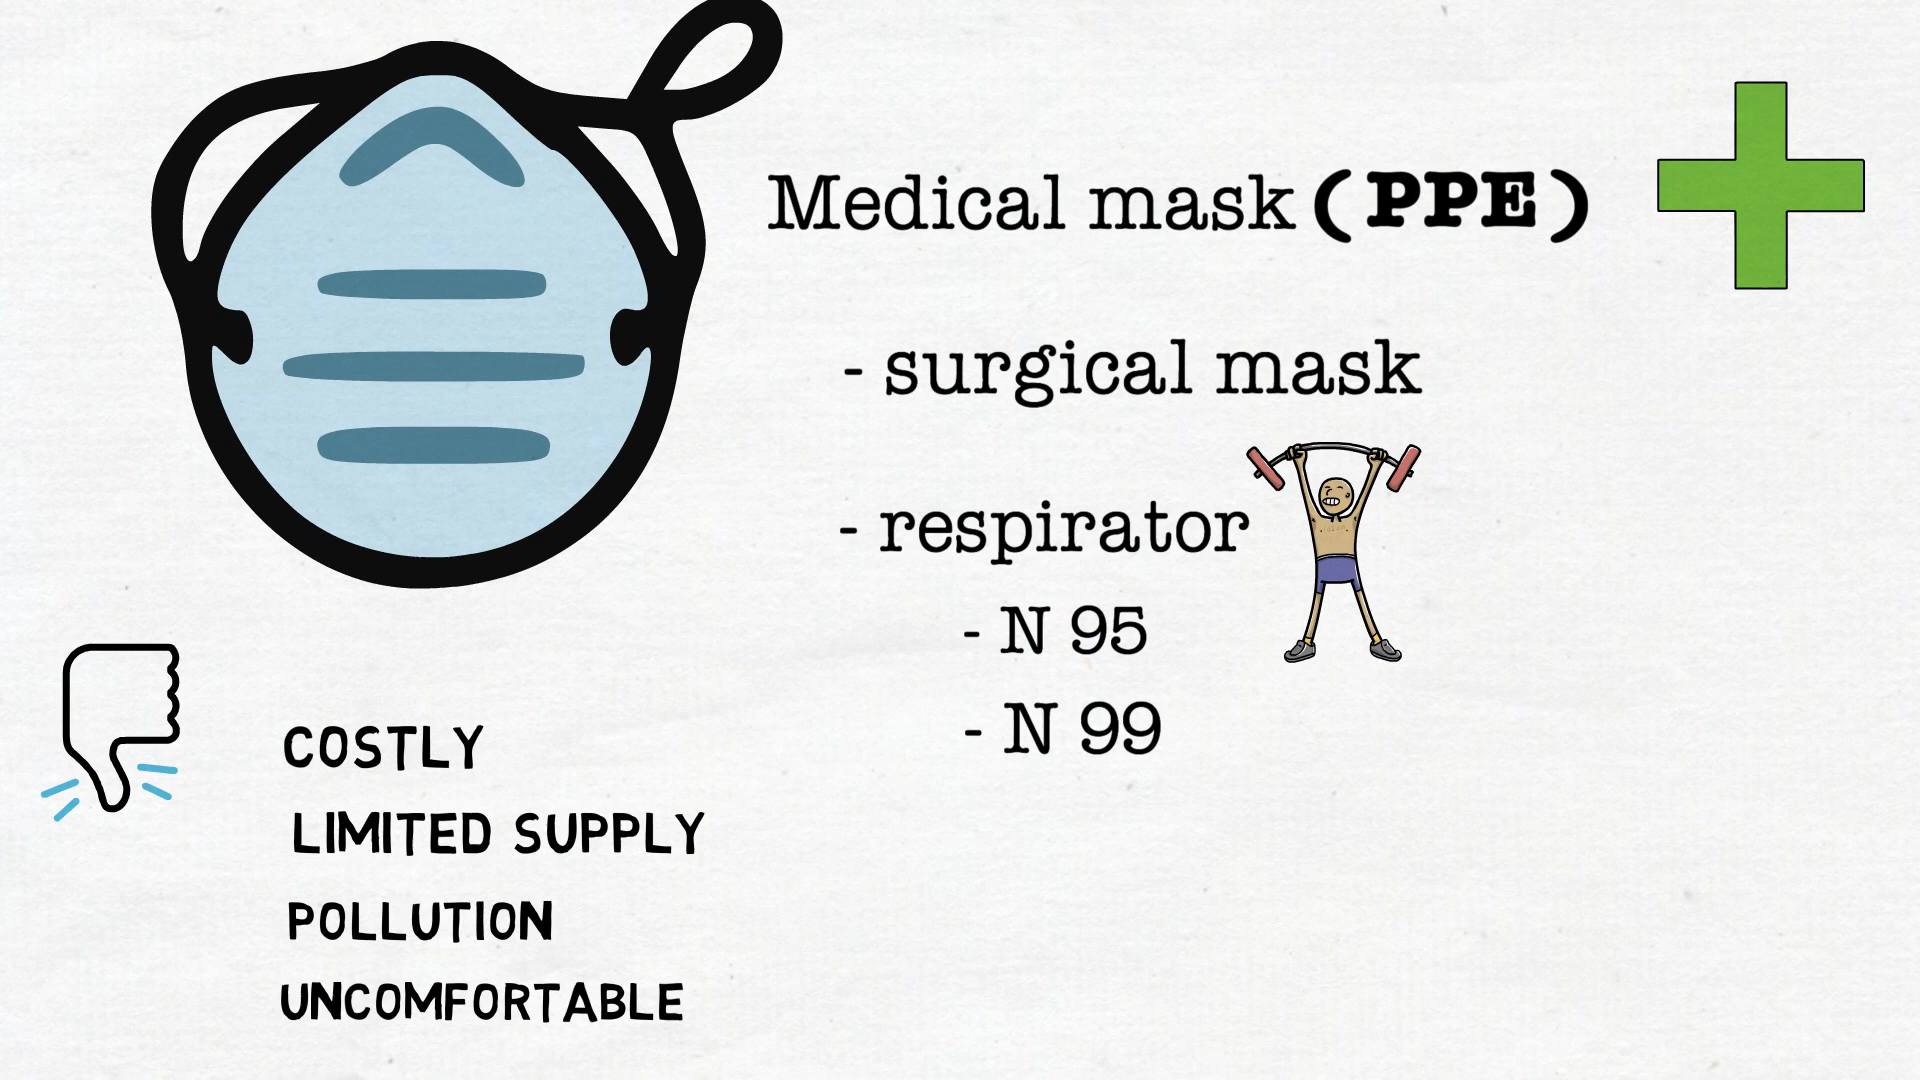 Medical mask (PPE)
- surgical mask
- respirator
- N 95
- N 99
COSTLY
LIMITED SUPPLY
POLLUTION
UNCOMFORTABLE